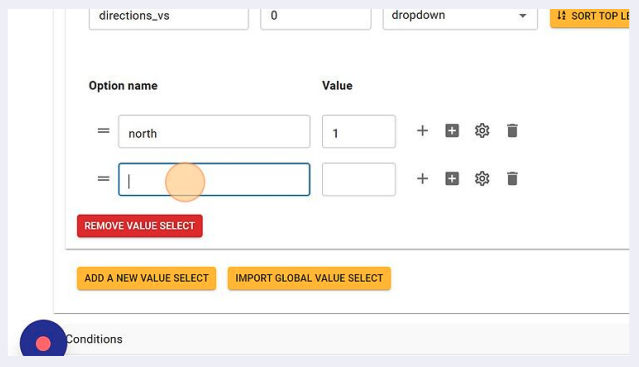 directions_vs 0 dropdown SORT TOP LE
Option name Value
north 1
REMOVE VALUE SELECT
ADD A NEW VALUE SELECT IMPORT GLOBAL VALUE SELECT
Conditions